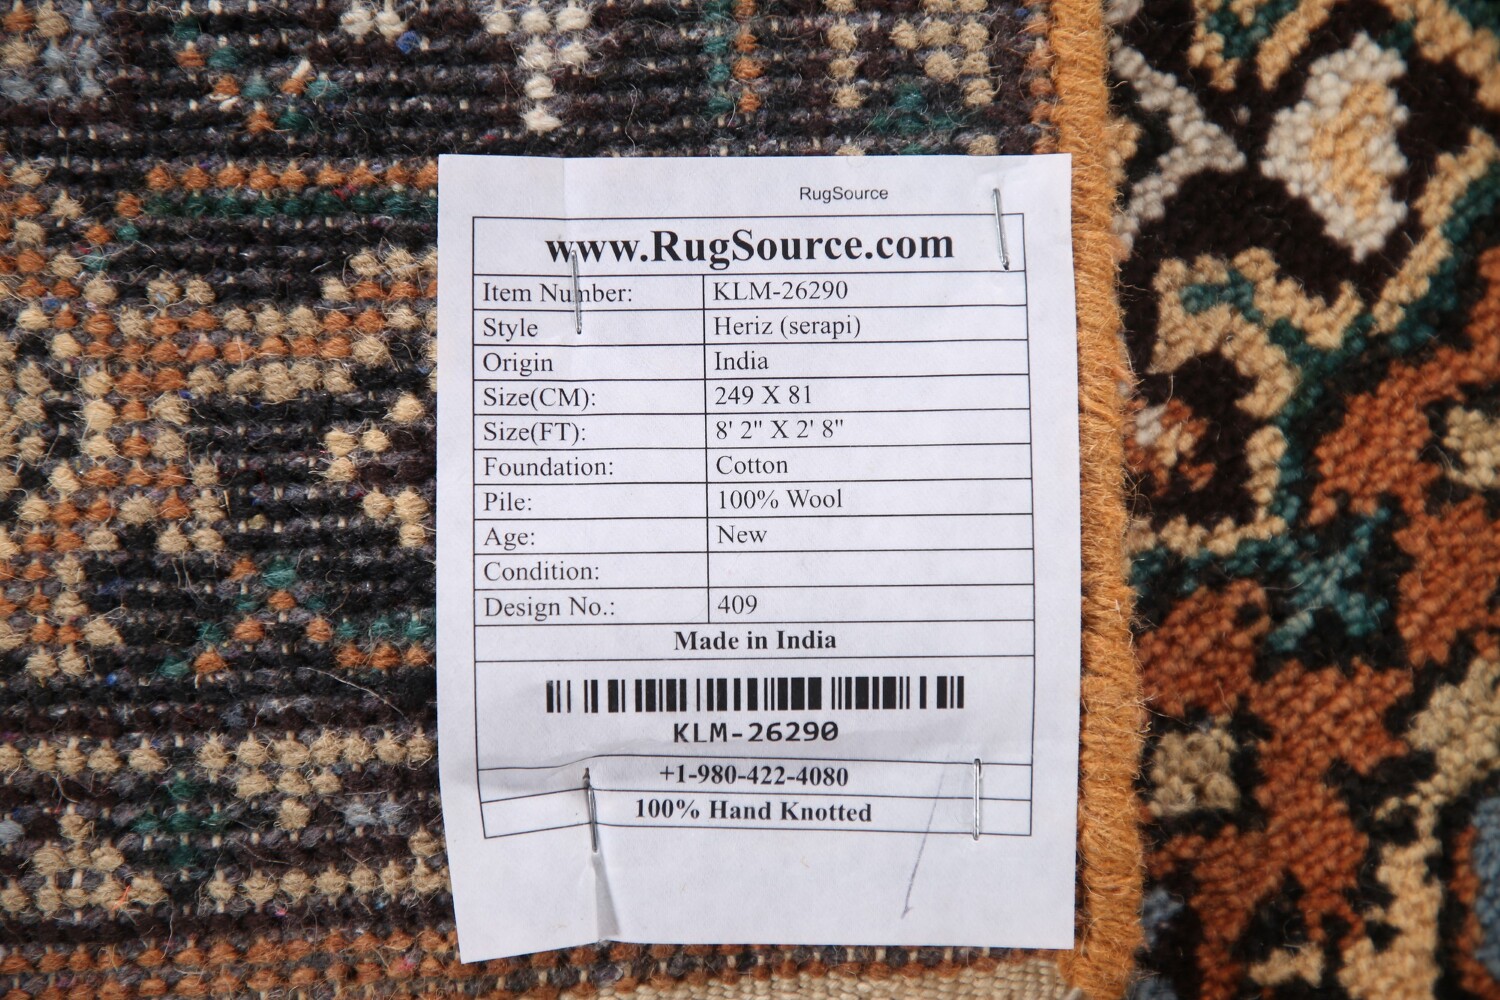 RugSource
www.RugSource.com
Item Number: KLM-26290
Style Heriz (serapi)
Origin India
Size(CM): 249 X 81
Size(FT): 8' 2" X 2' 8"
Foundation: Cotton
Pile: 100% Wool
Age: New
Condition:
Design No.: 409
Made in India
KLM-26290
+1-980-422-4080
100% Hand Knotted